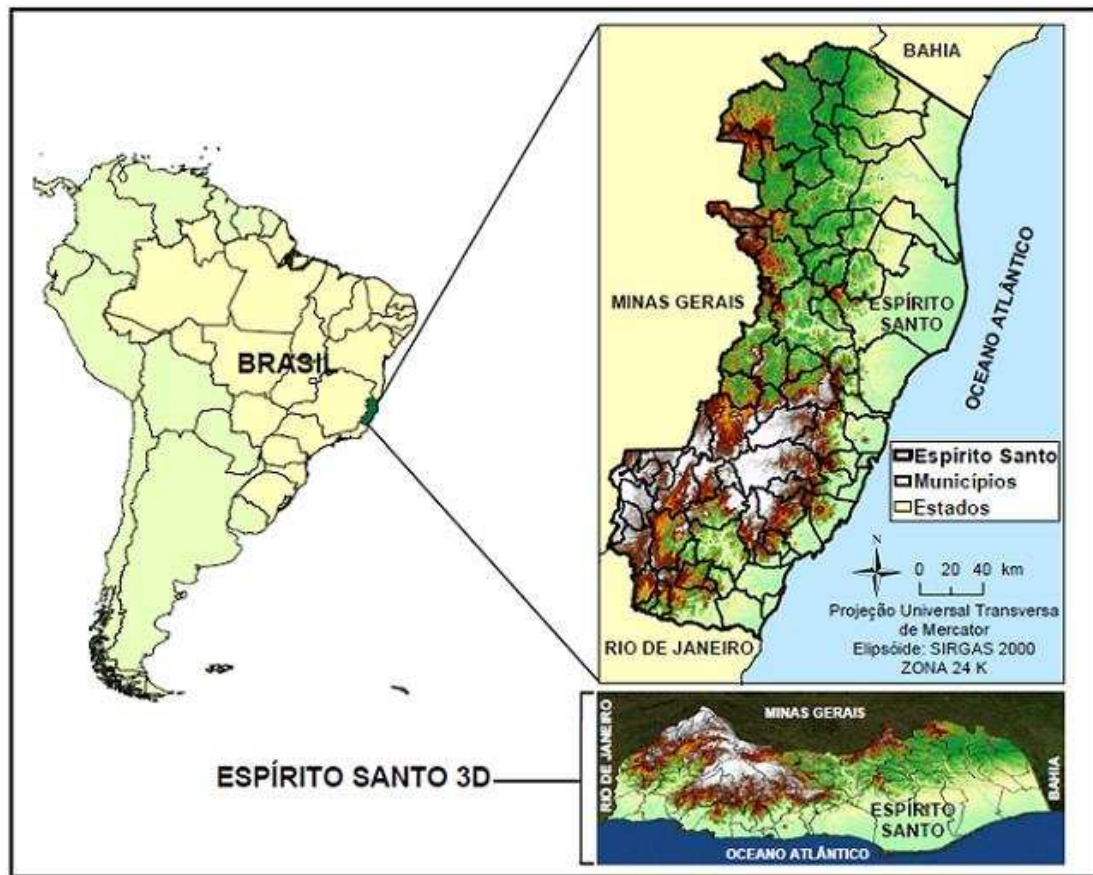 BRASIL
BAHIA
MINAS GERAIS
ESPÍRITO
SANTO
OCEANO ATLÂNTICO
Espírito Santo
Municípios
Estados
N
0 20 40 km
Projeção Universal Transversa
de Mercator
Elipsóide: SIRGAS 2000
ZONA 24 K
RIO DE JANEIRO
ESPÍRITO SANTO 3D
RIO DE JANEIRO
MINAS GERAIS
BAHIA
ESPÍRITO
SANTO
OCEANO ATLÂNTICO